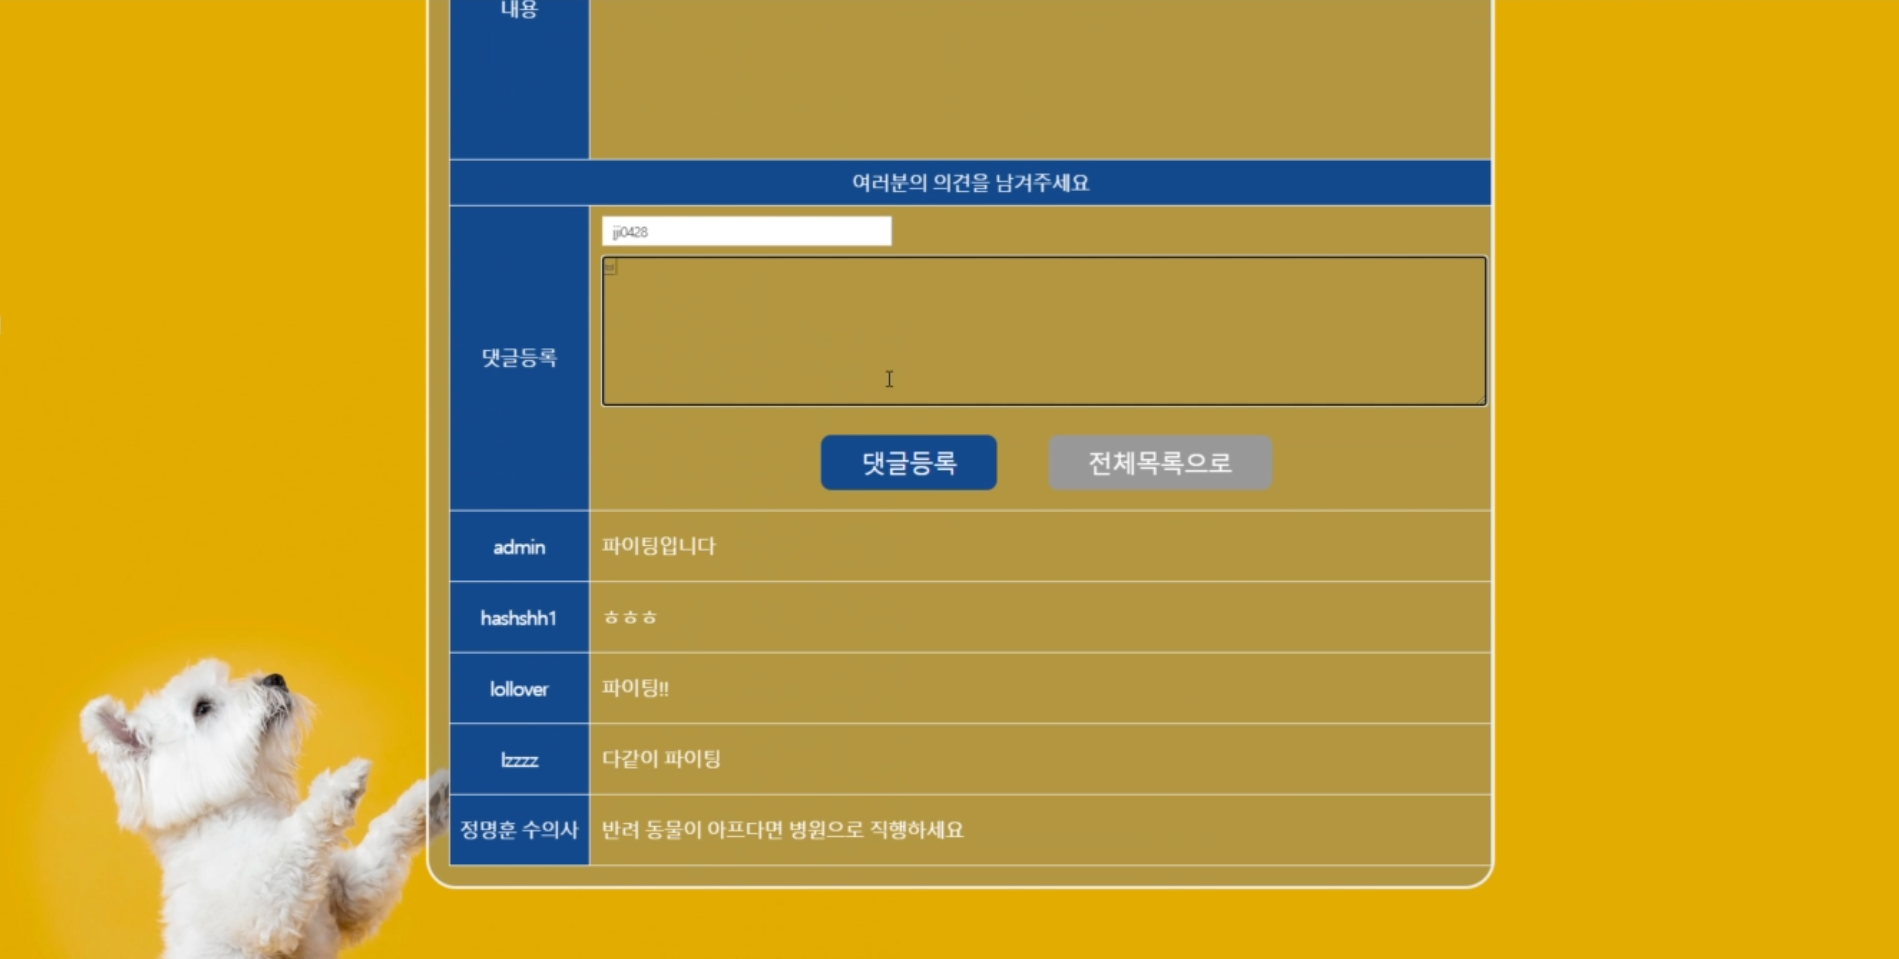 내용
여러분의 의견을 남겨주세요
jji0428
댓글등록
댓글등록
전체목록으로
admin
파이팅입니다
hashshh1
ㅎㅎㅎ
lollover
파이팅!!
lzzzz
다같이 파이팅
정명훈 수의사
반려 동물이 아프다면 병원으로 직행하세요